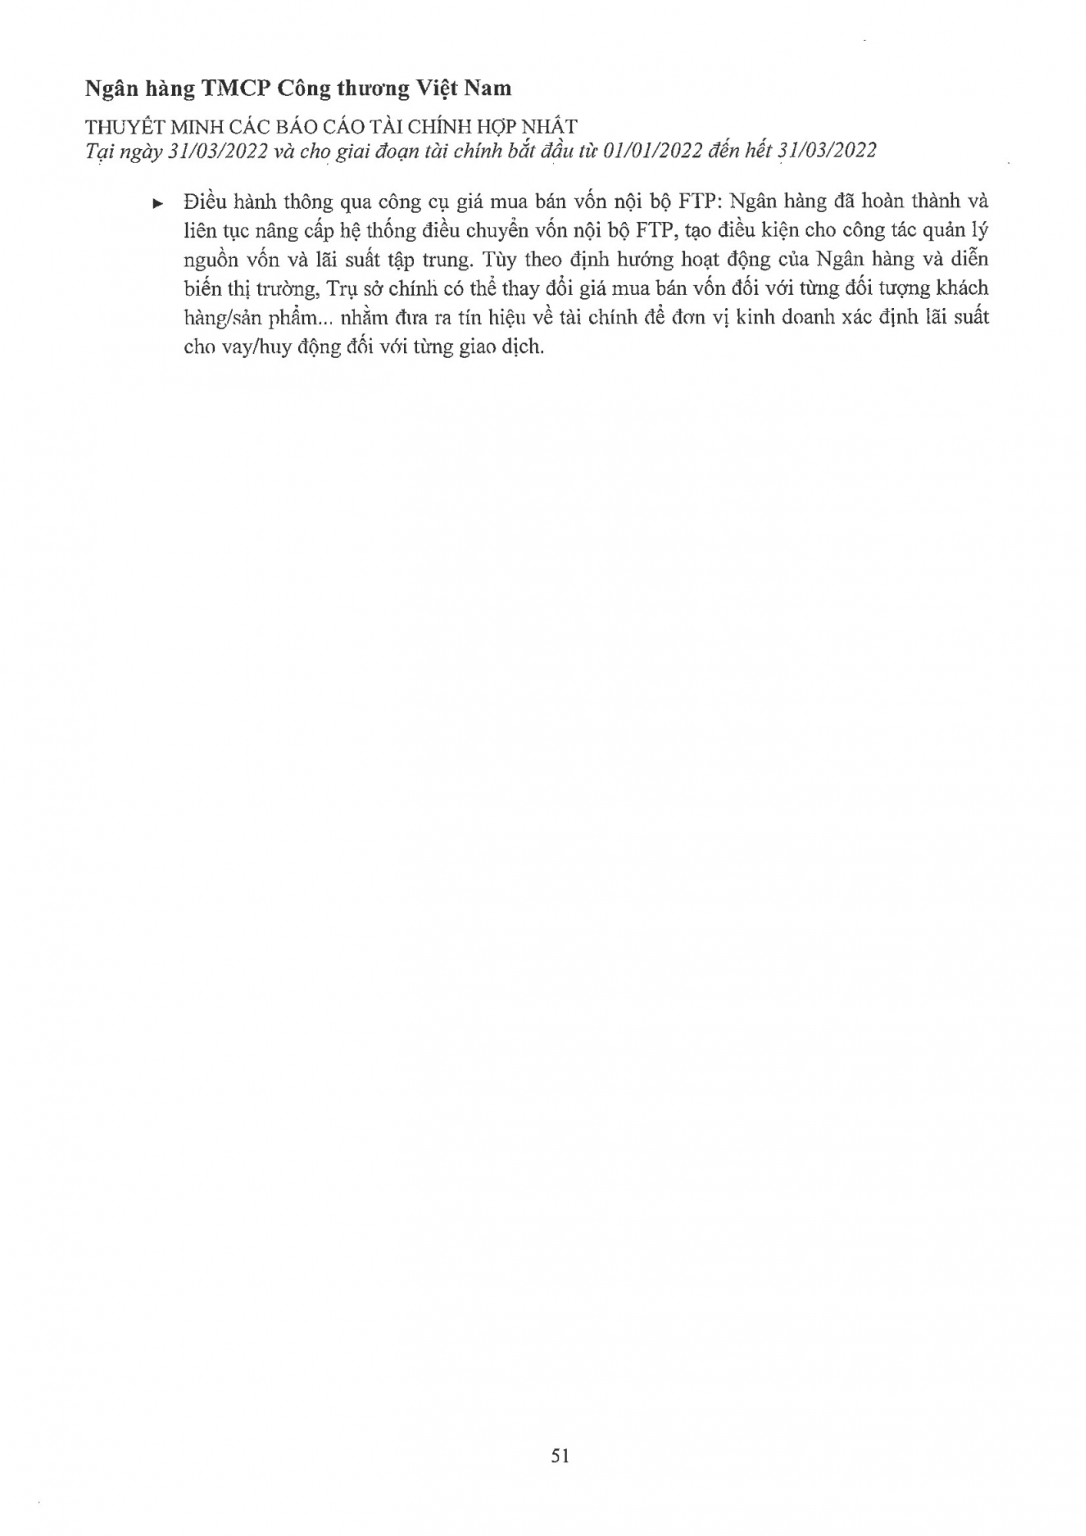 Ngân hàng TMCP Công thương Việt Nam
THUYẾT MINH CÁC BÁO CÁO TÀI CHÍNH HỢP NHẤT
Tại ngày 31/03/2022 và cho giai đoạn tài chính bắt đầu từ 01/01/2022 đến hết 31/03/2022
► Điều hành thông qua công cụ giá mua bán vốn nội bộ FTP: Ngân hàng đã hoàn thành và
liên tục nâng cấp hệ thống điều chuyển vốn nội bộ FTP, tạo điều kiện cho công tác quản lý
nguồn vốn và lãi suất tập trung. Tùy theo định hướng hoạt động của Ngân hàng và diễn
biến thị trường, Trụ sở chính có thể thay đổi giá mua bán vốn đối với từng đối tượng khách
hàng/sản phẩm... nhằm đưa ra tín hiệu về tài chính để đơn vị kinh doanh xác định lãi suất
cho vay/huy động đối với từng giao dịch.
51